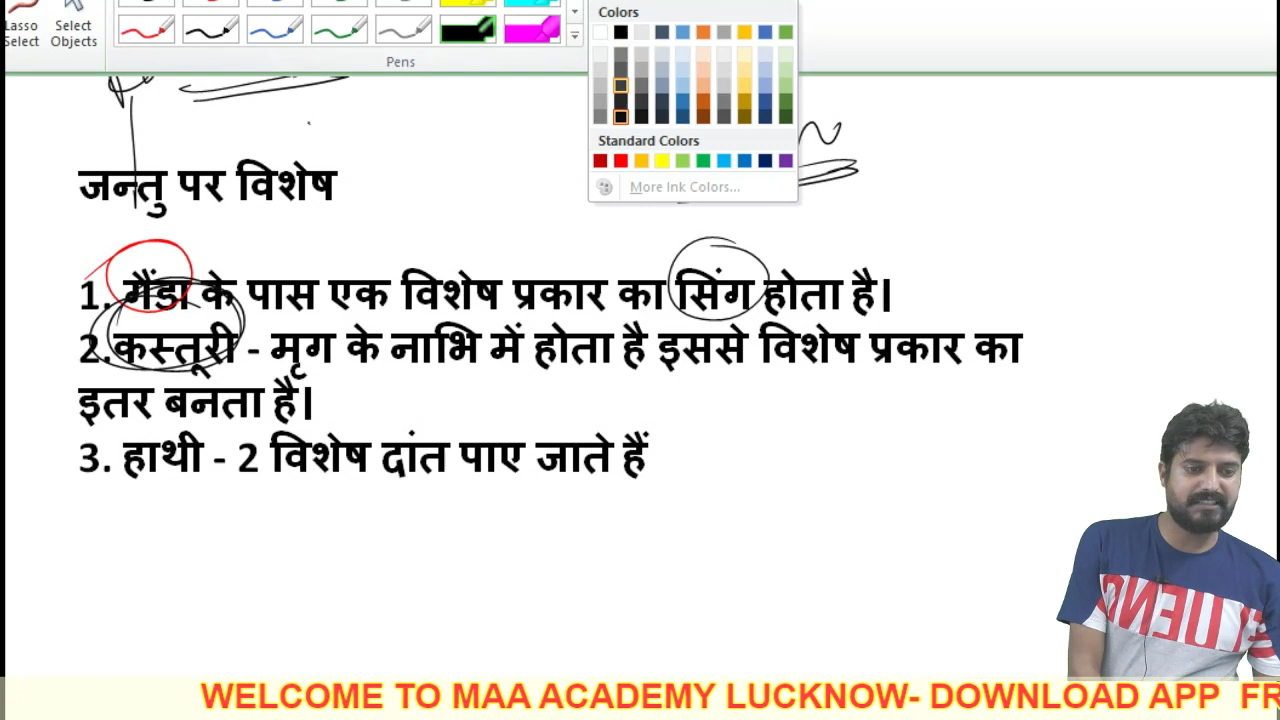 Lasso
Select
Select
Objects
Pens
Colors
Standard Colors
More Ink Colors...
जन्तु पर विशेष
1. गैंडा के पास एक विशेष प्रकार का सिंग होता है।
2.कस्तूरी - मृग के नाभि में होता है इससे विशेष प्रकार का
इतर बनता है।
3. हाथी - 2 विशेष दांत पाए जाते हैं
WELCOME TO MAA ACADEMY LUCKNOW- DOWNLOAD APP FR